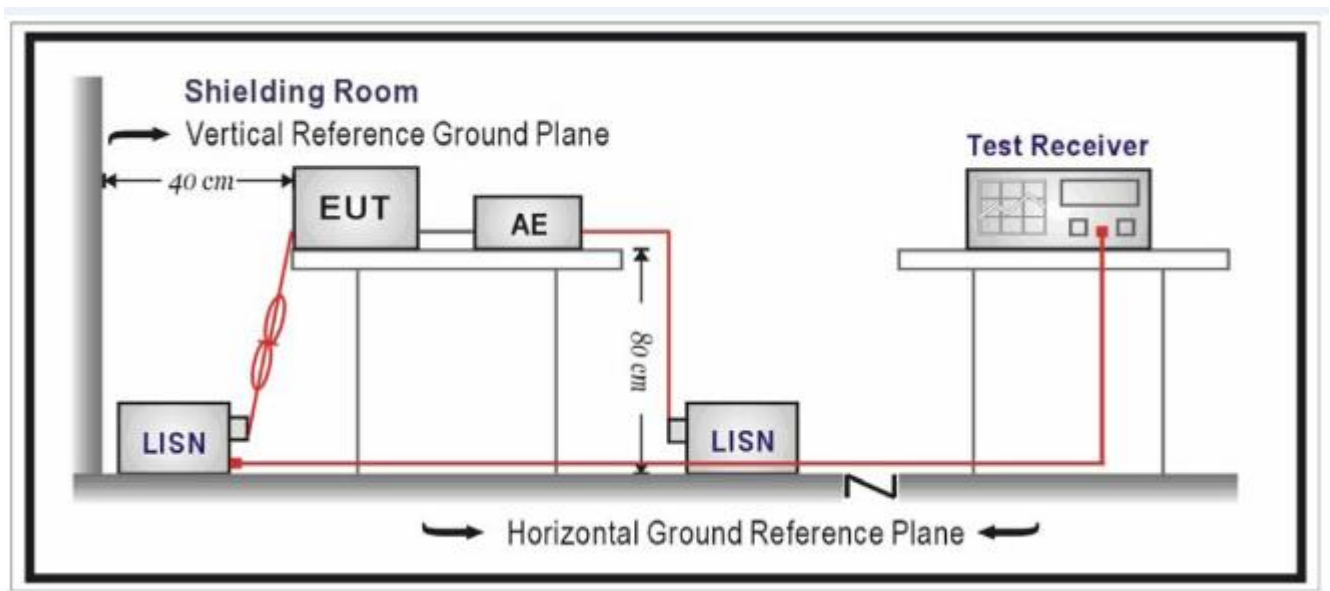 Shielding Room
Vertical Reference Ground Plane
Test Receiver
40 cm
EUT
AE
80 cm
LISN
LISN
Horizontal Ground Reference Plane